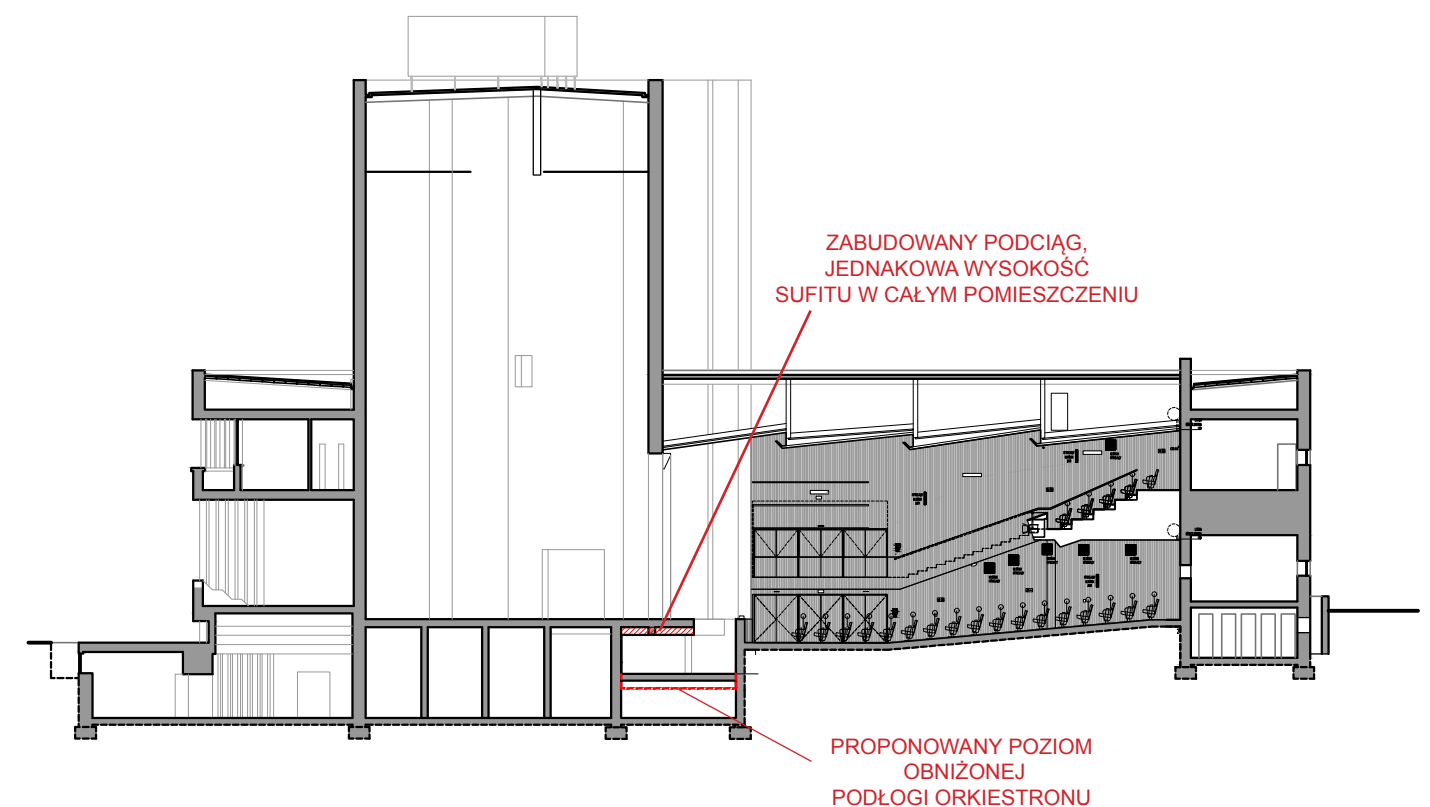 ZABUDOWANY PODCIĄG,
JEDNAKOWA WYSOKOŚĆ
SUFITU W CAŁYM POMIESZCZENIU
PROPONOWANY POZIOM
OBNIŻONEJ
PODŁOGI ORKIESTRONU